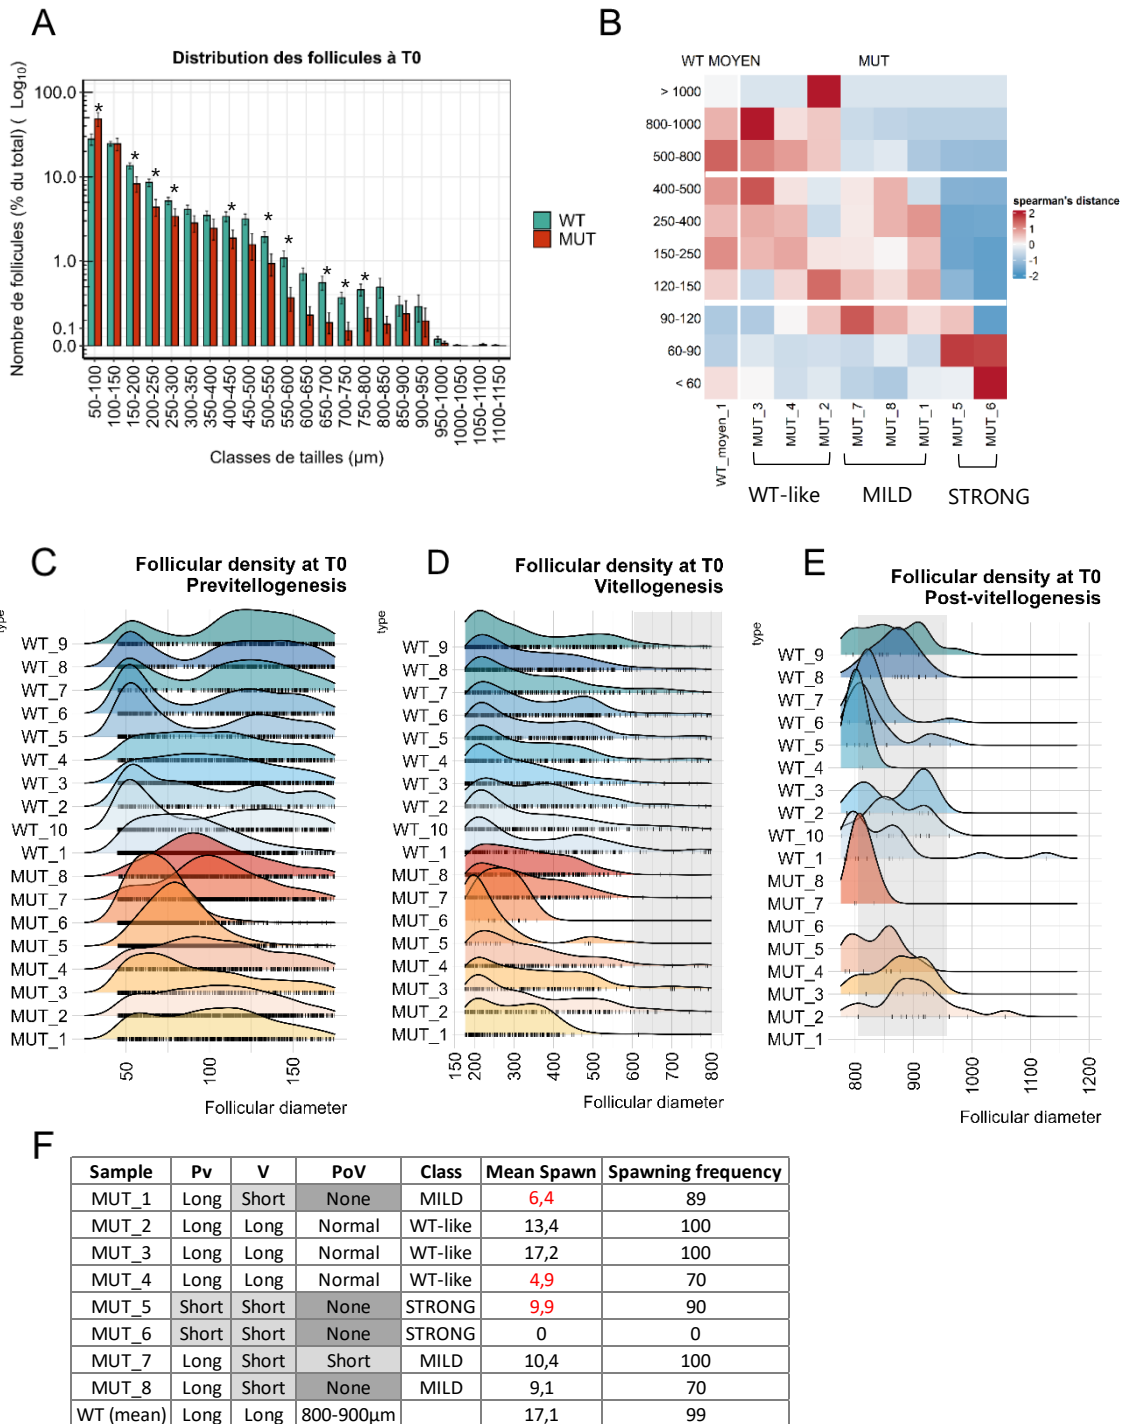 A
Distribution des follicules à T0
Nombre de follicules (% du total) ( Log10)
100.0
10.0
1.0
0.1
0.0
* * * * * * * * * *
WT
MUT
50-100
100-150
150-200
200-250
250-300
300-350
350-400
400-450
450-500
500-550
550-600
600-650
650-700
700-750
750-800
800-850
850-900
900-950
950-1000
1000-1050
1050-1100
1100-1150
Classes de tailles (µm)
B
WT MOYEN
MUT
> 1000
800-1000
500-800
400-500
250-400
150-250
120-150
90-120
60-90
< 60
spearman's distance
2
1
0
-1
-2
WT_moyen_1
MUT_3
MUT_4
MUT_2
MUT_7
MUT_8
MUT_1
MUT_5
MUT_6
WT-like
MILD
STRONG
C
Follicular density at T0
Previtellogenesis
type
WT_9
WT_8
WT_7
WT_6
WT_5
WT_4
WT_3
WT_2
WT_10
WT_1
MUT_8
MUT_7
MUT_6
MUT_5
MUT_4
MUT_3
MUT_2
MUT_1
50
100
150
Follicular diameter
D
Follicular density at T0
Vitellogenesis
type
WT_9
WT_8
WT_7
WT_6
WT_5
WT_4
WT_3
WT_2
WT_10
WT_1
MUT_8
MUT_7
MUT_6
MUT_5
MUT_4
MUT_3
MUT_2
MUT_1
150
200
300
400
500
600
700
800
Follicular diameter
E
Follicular density at T0
Post-vitellogenesis
type
WT_9
WT_8
WT_7
WT_6
WT_5
WT_4
WT_3
WT_2
WT_10
WT_1
MUT_8
MUT_7
MUT_6
MUT_5
MUT_4
MUT_3
MUT_2
MUT_1
800
900
1000
1100
1200
Follicular diameter
F
Sample Pv V PoV Class Mean Spawn Spawning frequency
MUT_1 Long Short None MILD 6,4 89
MUT_2 Long Long Normal WT-like 13,4 100
MUT_3 Long Long Normal WT-like 17,2 100
MUT_4 Long Long Normal WT-like 4,9 70
MUT_5 Short Short None STRONG 9,9 90
MUT_6 Short Short None STRONG 0 0
MUT_7 Long Short Short MILD 10,4 100
MUT_8 Long Short None MILD 9,1 70
WT (mean) Long Long 800-900µm 17,1 99